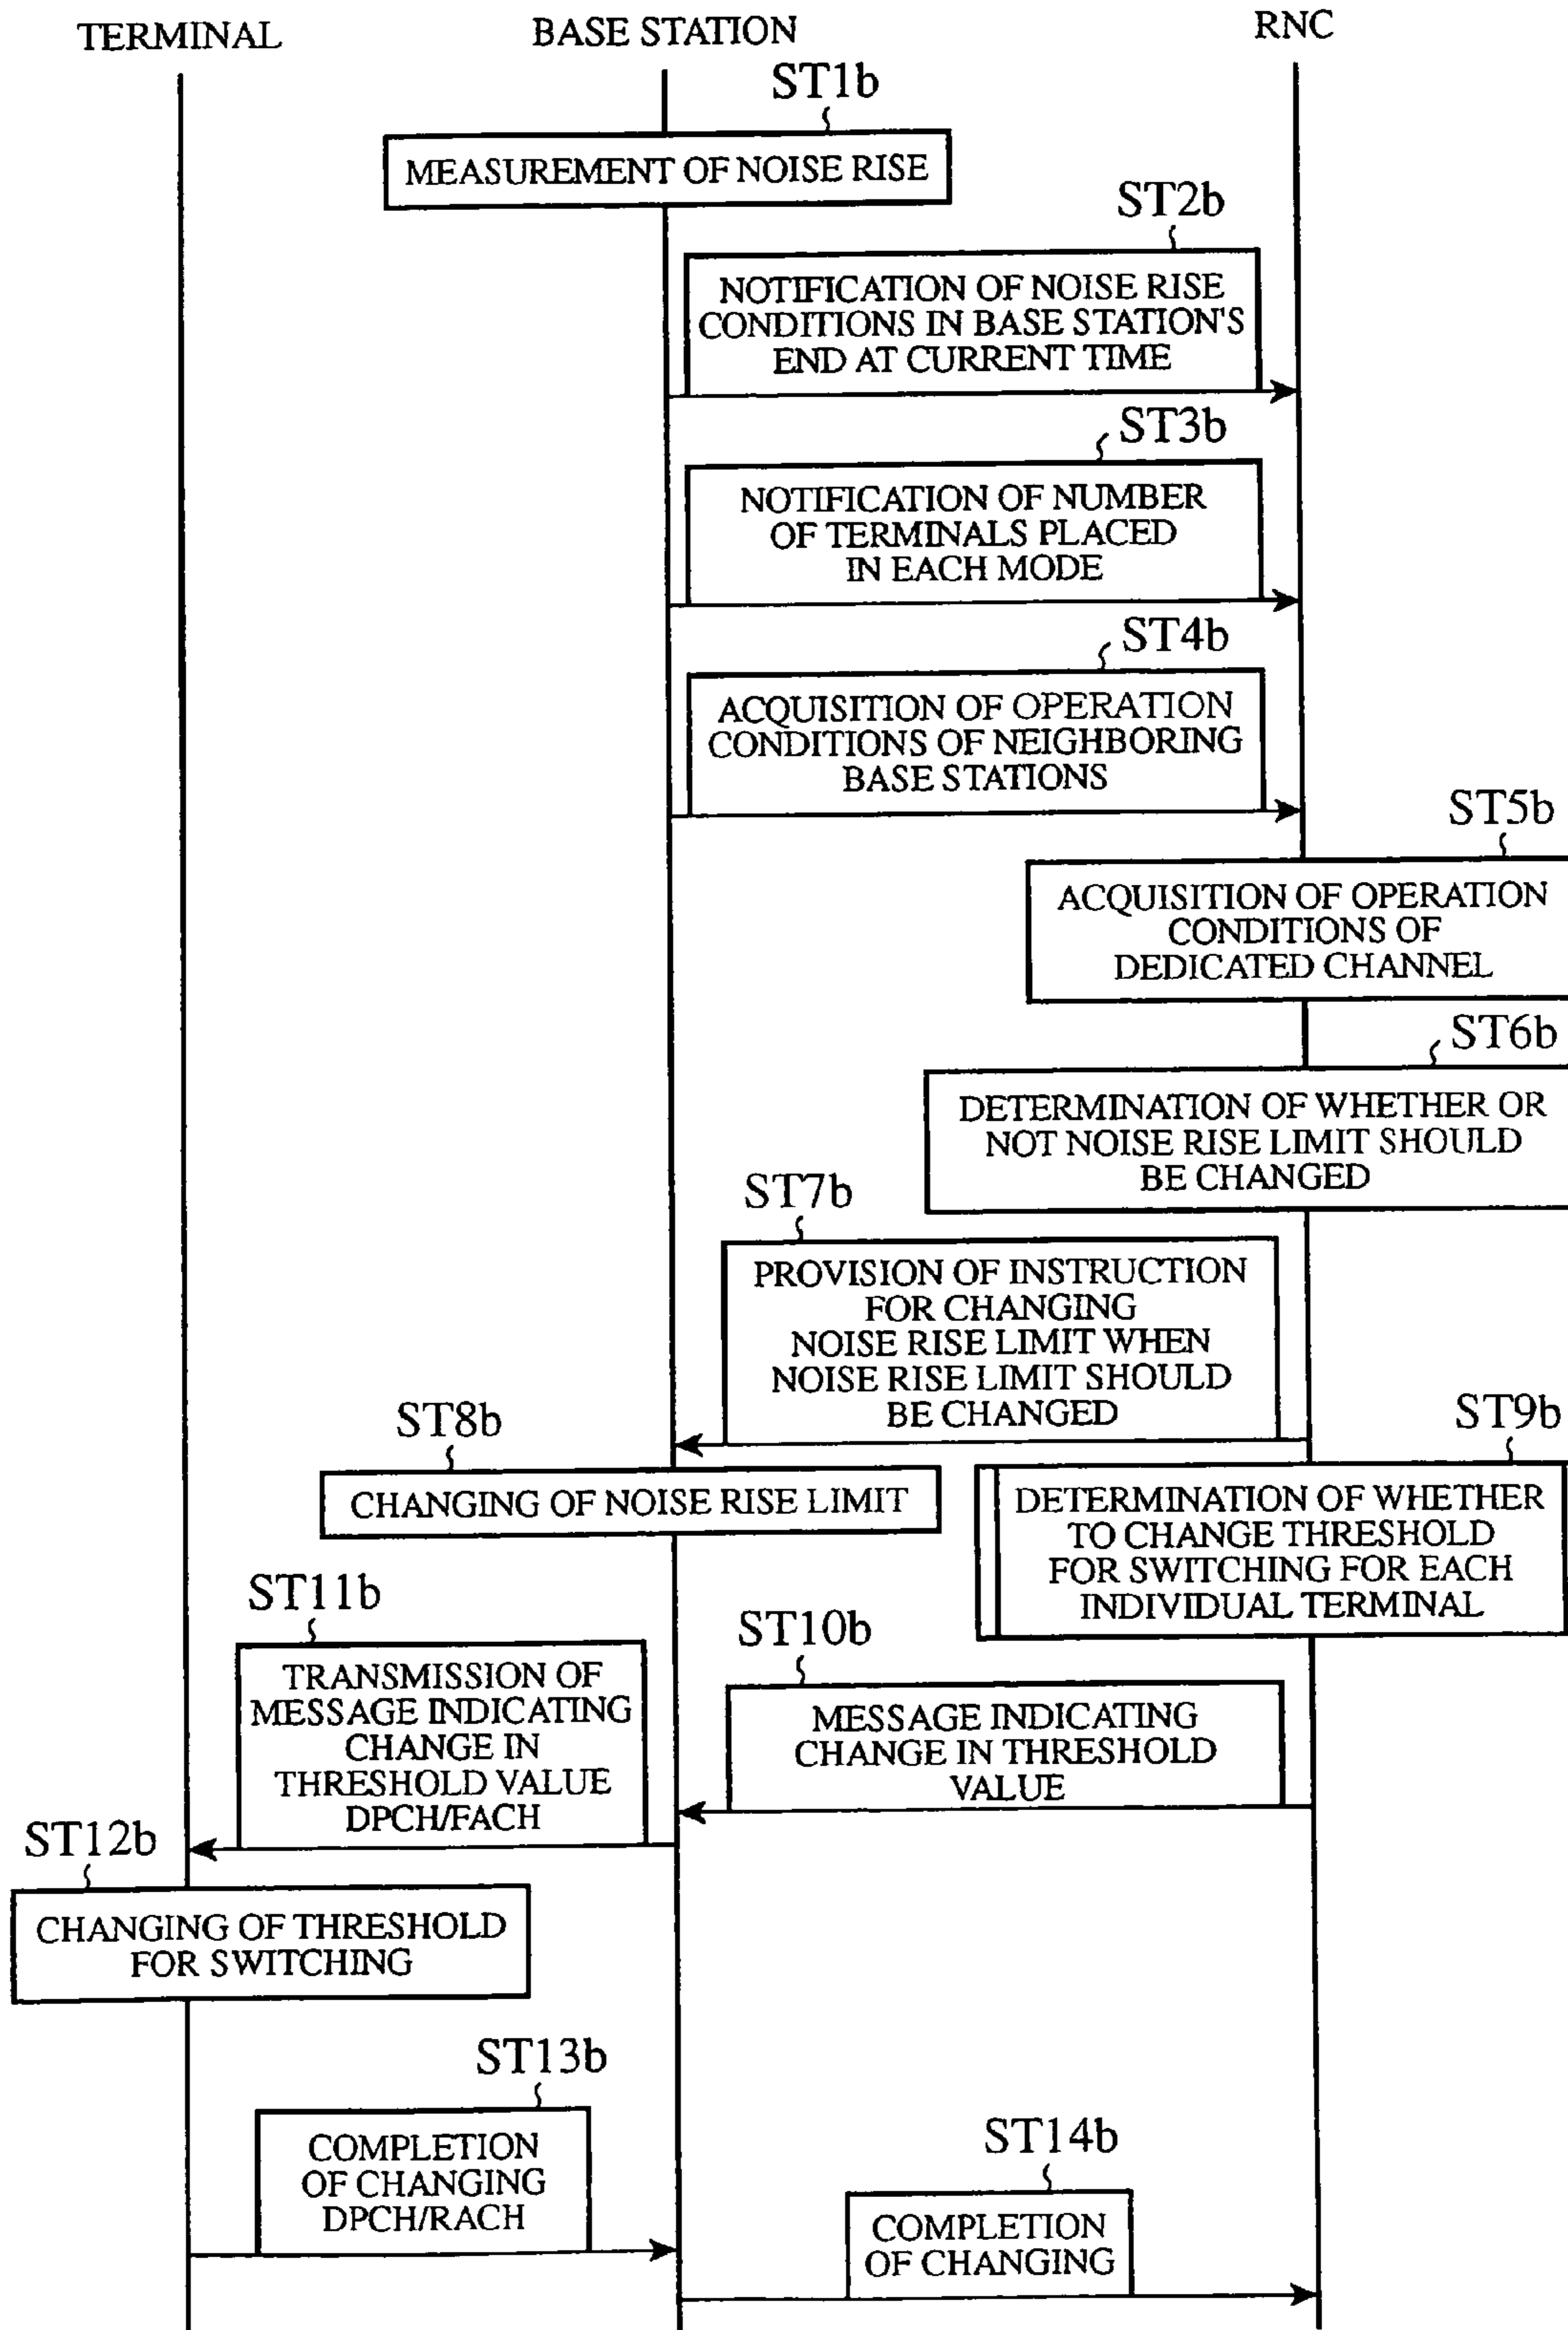 TERMINAL
BASE STATION
RNC
ST1b
MEASUREMENT OF NOISE RISE
ST2b
NOTIFICATION OF NOISE RISE
CONDITIONS IN BASE STATION'S
END AT CURRENT TIME
ST3b
NOTIFICATION OF NUMBER
OF TERMINALS PLACED
IN EACH MODE
ST4b
ACQUISITION OF OPERATION
CONDITIONS OF NEIGHBORING
BASE STATIONS
ST5b
ACQUISITION OF OPERATION
CONDITIONS OF
DEDICATED CHANNEL
ST6b
DETERMINATION OF WHETHER OR
NOT NOISE RISE LIMIT SHOULD
BE CHANGED
ST7b
PROVISION OF INSTRUCTION
FOR CHANGING
NOISE RISE LIMIT WHEN
NOISE RISE LIMIT SHOULD
BE CHANGED
ST8b
CHANGING OF NOISE RISE LIMIT
ST9b
DETERMINATION OF WHETHER
TO CHANGE THRESHOLD
FOR SWITCHING FOR EACH
INDIVIDUAL TERMINAL
ST10b
MESSAGE INDICATING
CHANGE IN THRESHOLD
VALUE
ST11b
TRANSMISSION OF
MESSAGE INDICATING
CHANGE IN
THRESHOLD VALUE
DPCH/FACH
ST12b
CHANGING OF THRESHOLD
FOR SWITCHING
ST13b
COMPLETION
OF CHANGING
DPCH/RACH
ST14b
COMPLETION
OF CHANGING